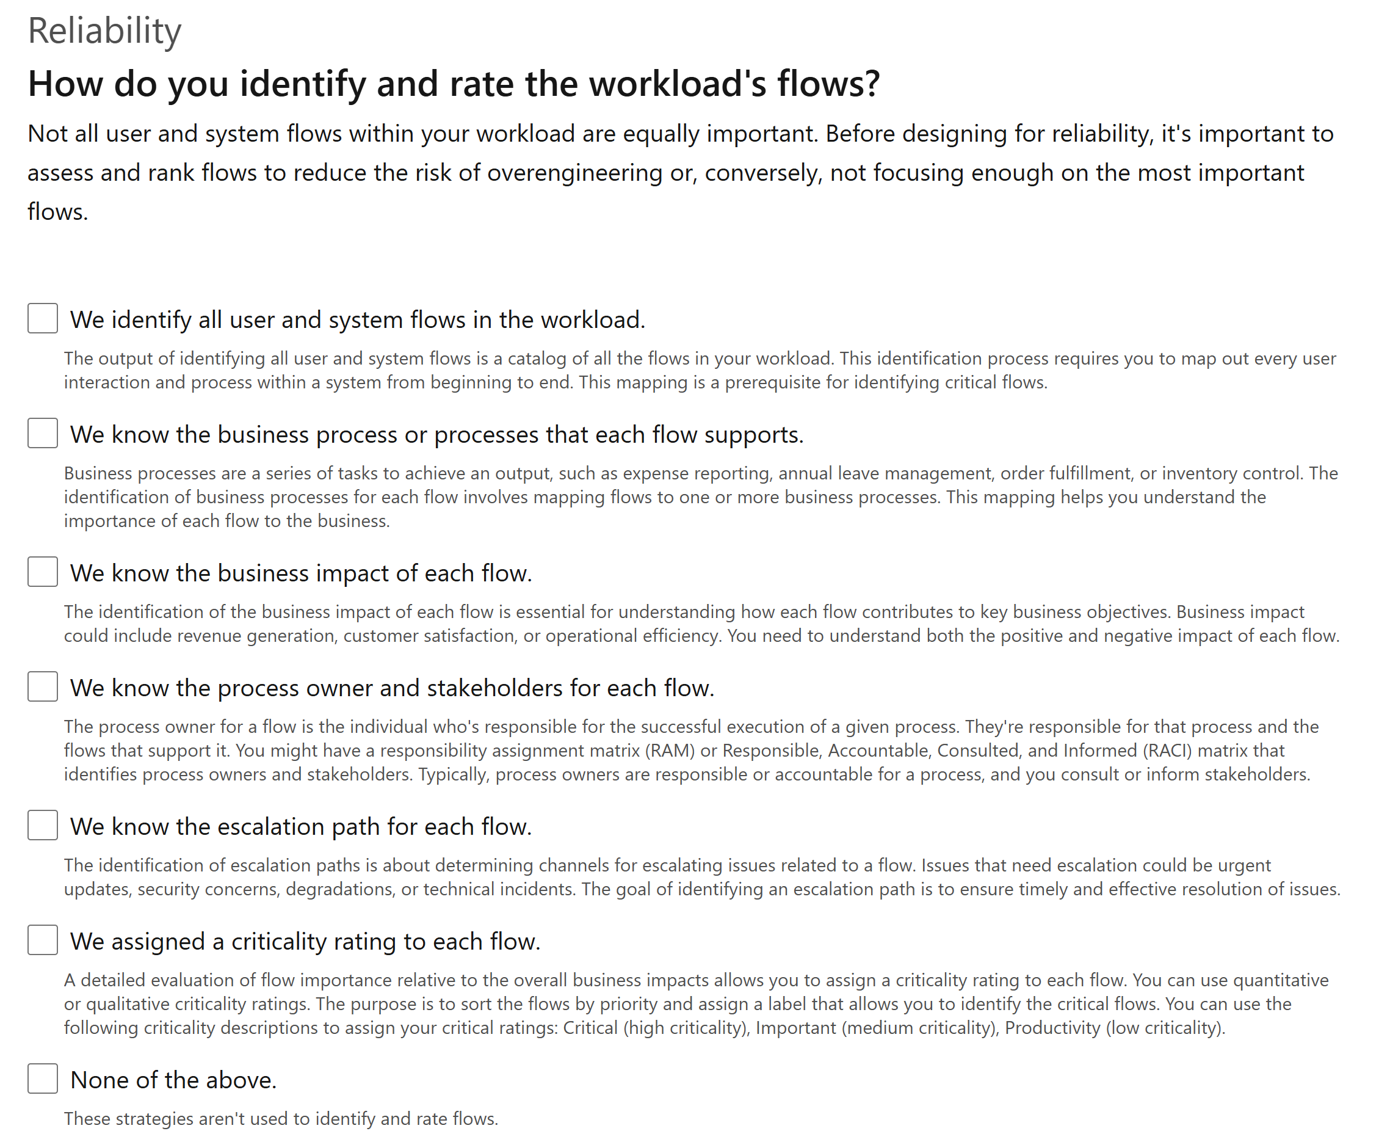 Reliability
How do you identify and rate the workload's flows?
Not all user and system flows within your workload are equally important. Before designing for reliability, it's important to
assess and rank flows to reduce the risk of overengineering or, conversely, not focusing enough on the most important
flows.
We identify all user and system flows in the workload.
The output of identifying all user and system flows is a catalog of all the flows in your workload. This identification process requires you to map out every user
interaction and process within a system from beginning to end. This mapping is a prerequisite for identifying critical flows.
We know the business process or processes that each flow supports.
Business processes are a series of tasks to achieve an output, such as expense reporting, annual leave management, order fulfillment, or inventory control. The
identification of business processes for each flow involves mapping flows to one or more business processes. This mapping helps you understand the
importance of each flow to the business.
We know the business impact of each flow.
The identification of the business impact of each flow is essential for understanding how each flow contributes to key business objectives. Business impact
could include revenue generation, customer satisfaction, or operational efficiency. You need to understand both the positive and negative impact of each flow.
We know the process owner and stakeholders for each flow.
The process owner for a flow is the individual who's responsible for the successful execution of a given process. They're responsible for that process and the
flows that support it. You might have a responsibility assignment matrix (RAM) or Responsible, Accountable, Consulted, and Informed (RACI) matrix that
identifies process owners and stakeholders. Typically, process owners are responsible or accountable for a process, and you consult or inform stakeholders.
We know the escalation path for each flow.
The identification of escalation paths is about determining channels for escalating issues related to a flow. Issues that need escalation could be urgent
updates, security concerns, degradations, or technical incidents. The goal of identifying an escalation path is to ensure timely and effective resolution of issues.
We assigned a criticality rating to each flow.
A detailed evaluation of flow importance relative to the overall business impacts allows you to assign a criticality rating to each flow. You can use quantitative
or qualitative criticality ratings. The purpose is to sort the flows by priority and assign a label that allows you to identify the critical flows. You can use the
following criticality descriptions to assign your critical ratings: Critical (high criticality), Important (medium criticality), Productivity (low criticality).
None of the above.
These strategies aren't used to identify and rate flows.